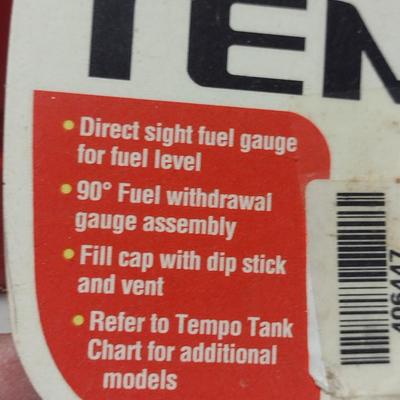 TEM
• Direct sight fuel gauge
for fuel level
• 90° Fuel withdrawal
gauge assembly
• Fill cap with dip stick
and vent
• Refer to Tempo Tank
Chart for additional
models
406447